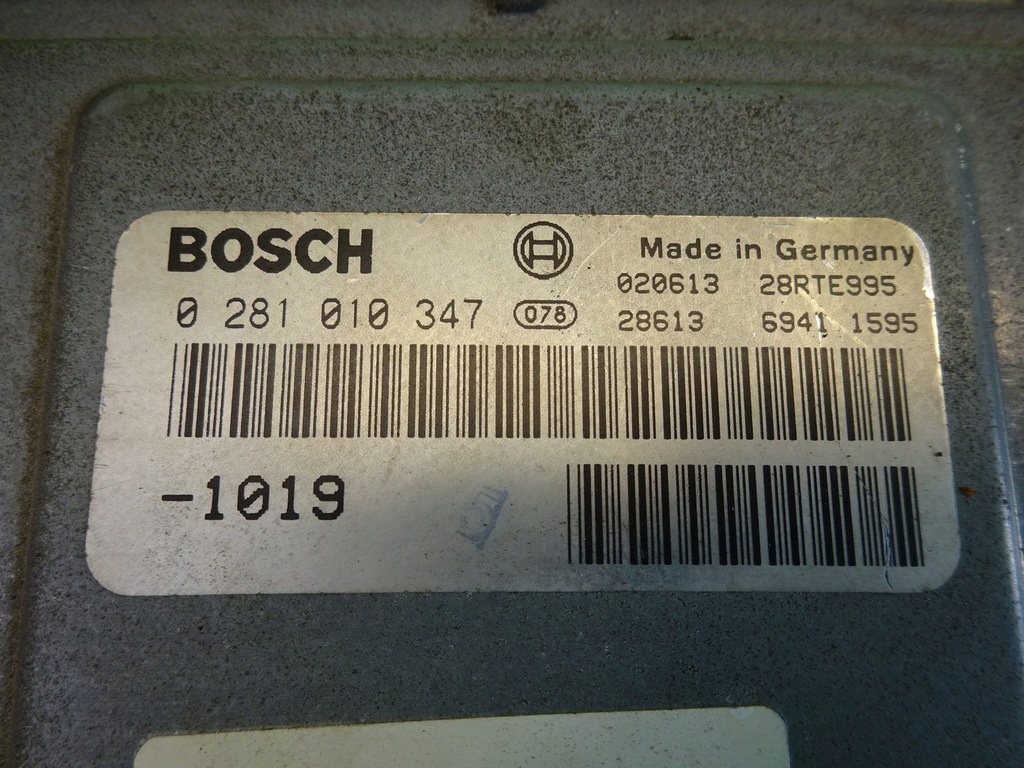 BOSCH
Made in Germany
020613 28RTE995
0 281 010 347 078
28613 6941 1595
-1019